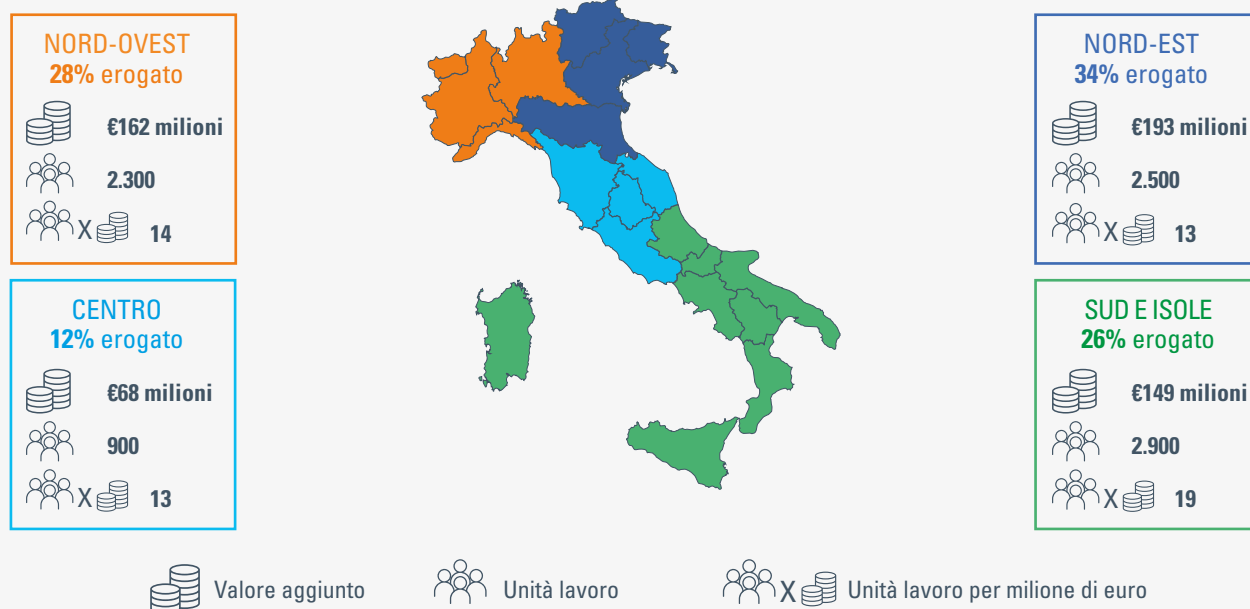 NORD-OVEST
28% erogato
€162 milioni
2.300
X 14
CENTRO
12% erogato
€68 milioni
900
X 13
NORD-EST
34% erogato
€193 milioni
2.500
X 13
SUD E ISOLE
26% erogato
€149 milioni
2.900
X 19
Valore aggiunto
Unità lavoro
X Unità lavoro per milione di euro